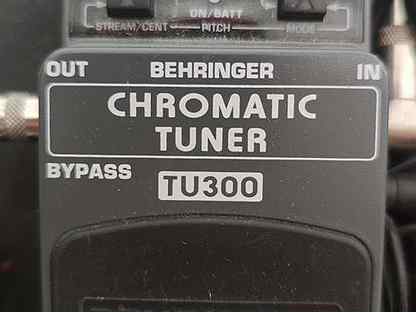 ON/BATT
STREAM/CENT PITCH MODE
OUT BEHRINGER IN
CHROMATIC
TUNER
BYPASS
TU300